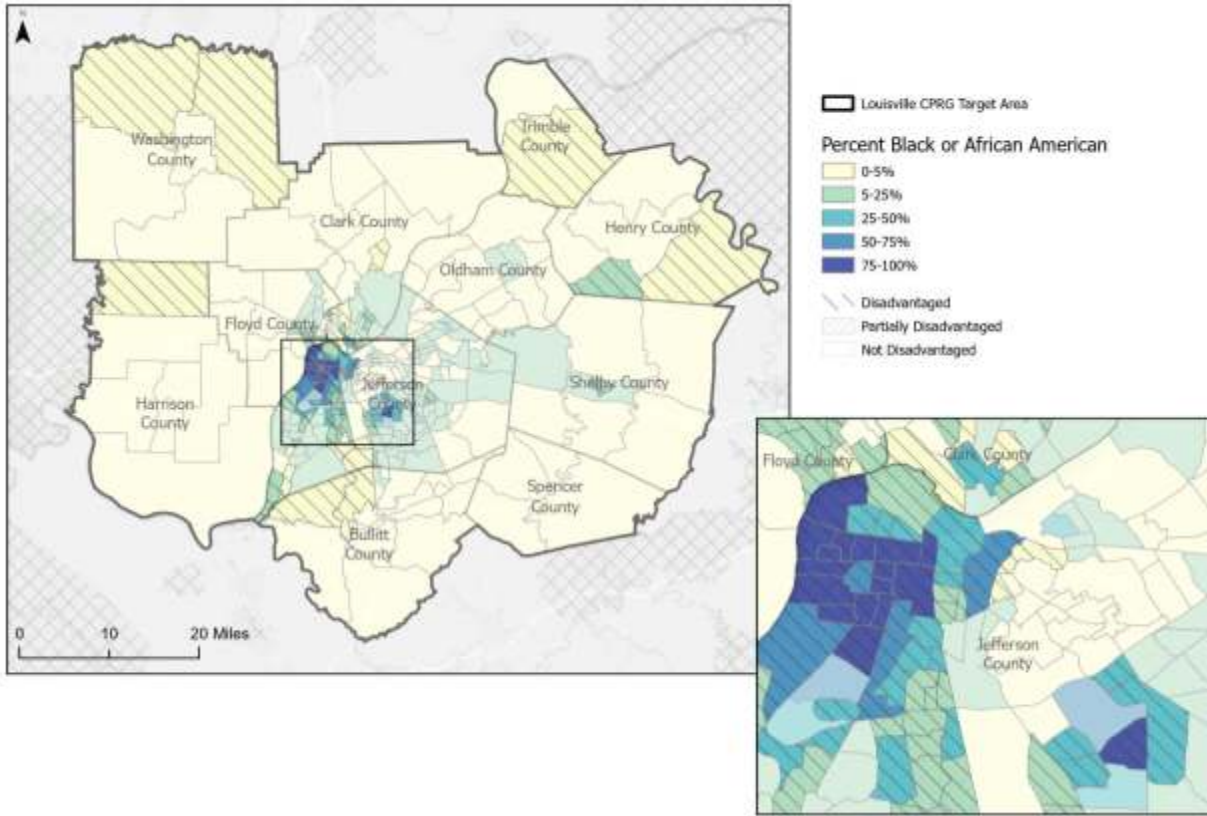 N
Washington
County
Trimble
County
Clark County
Henry County
Oldham County
Floyd County
Jefferson
County
Shelby County
Harrison
County
Spencer
County
Bullitt
County
0 10 20 Miles
Louisville CPRG Target Area
Percent Black or African American
0-5%
5-25%
25-50%
50-75%
75-100%
Disadvantaged
Partially Disadvantaged
Not Disadvantaged
Floyd County
Clark County
Jefferson
County